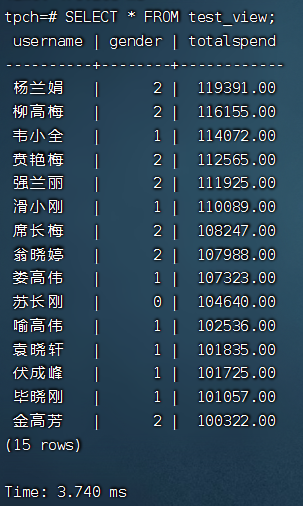 tpch=# SELECT * FROM test_view;
 username | gender | totalspend
----------+--------+------------
 杨兰娟   |      2 |  119391.00
 柳高梅   |      2 |  116155.00
 韦小全   |      1 |  114072.00
 贲艳梅   |      2 |  112565.00
 强兰丽   |      2 |  111925.00
 滑小刚   |      1 |  110089.00
 席长梅   |      2 |  108247.00
 翁晓婷   |      2 |  107988.00
 娄高伟   |      1 |  107323.00
 苏长刚   |      0 |  104640.00
 喻高伟   |      1 |  102536.00
 袁晓轩   |      1 |  101835.00
 伏成峰   |      1 |  101725.00
 毕晓刚   |      1 |  101057.00
 金高芳   |      2 |  100322.00
(15 rows)
Time: 3.740 ms